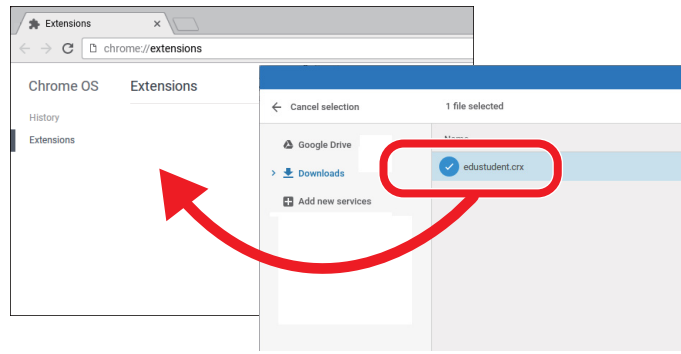 Extensions
chrome://extensions
Chrome OS
Extensions
History
Extensions
Cancel selection
1 file selected
Google Drive
Downloads
Add new services
Name
edustudent.crx